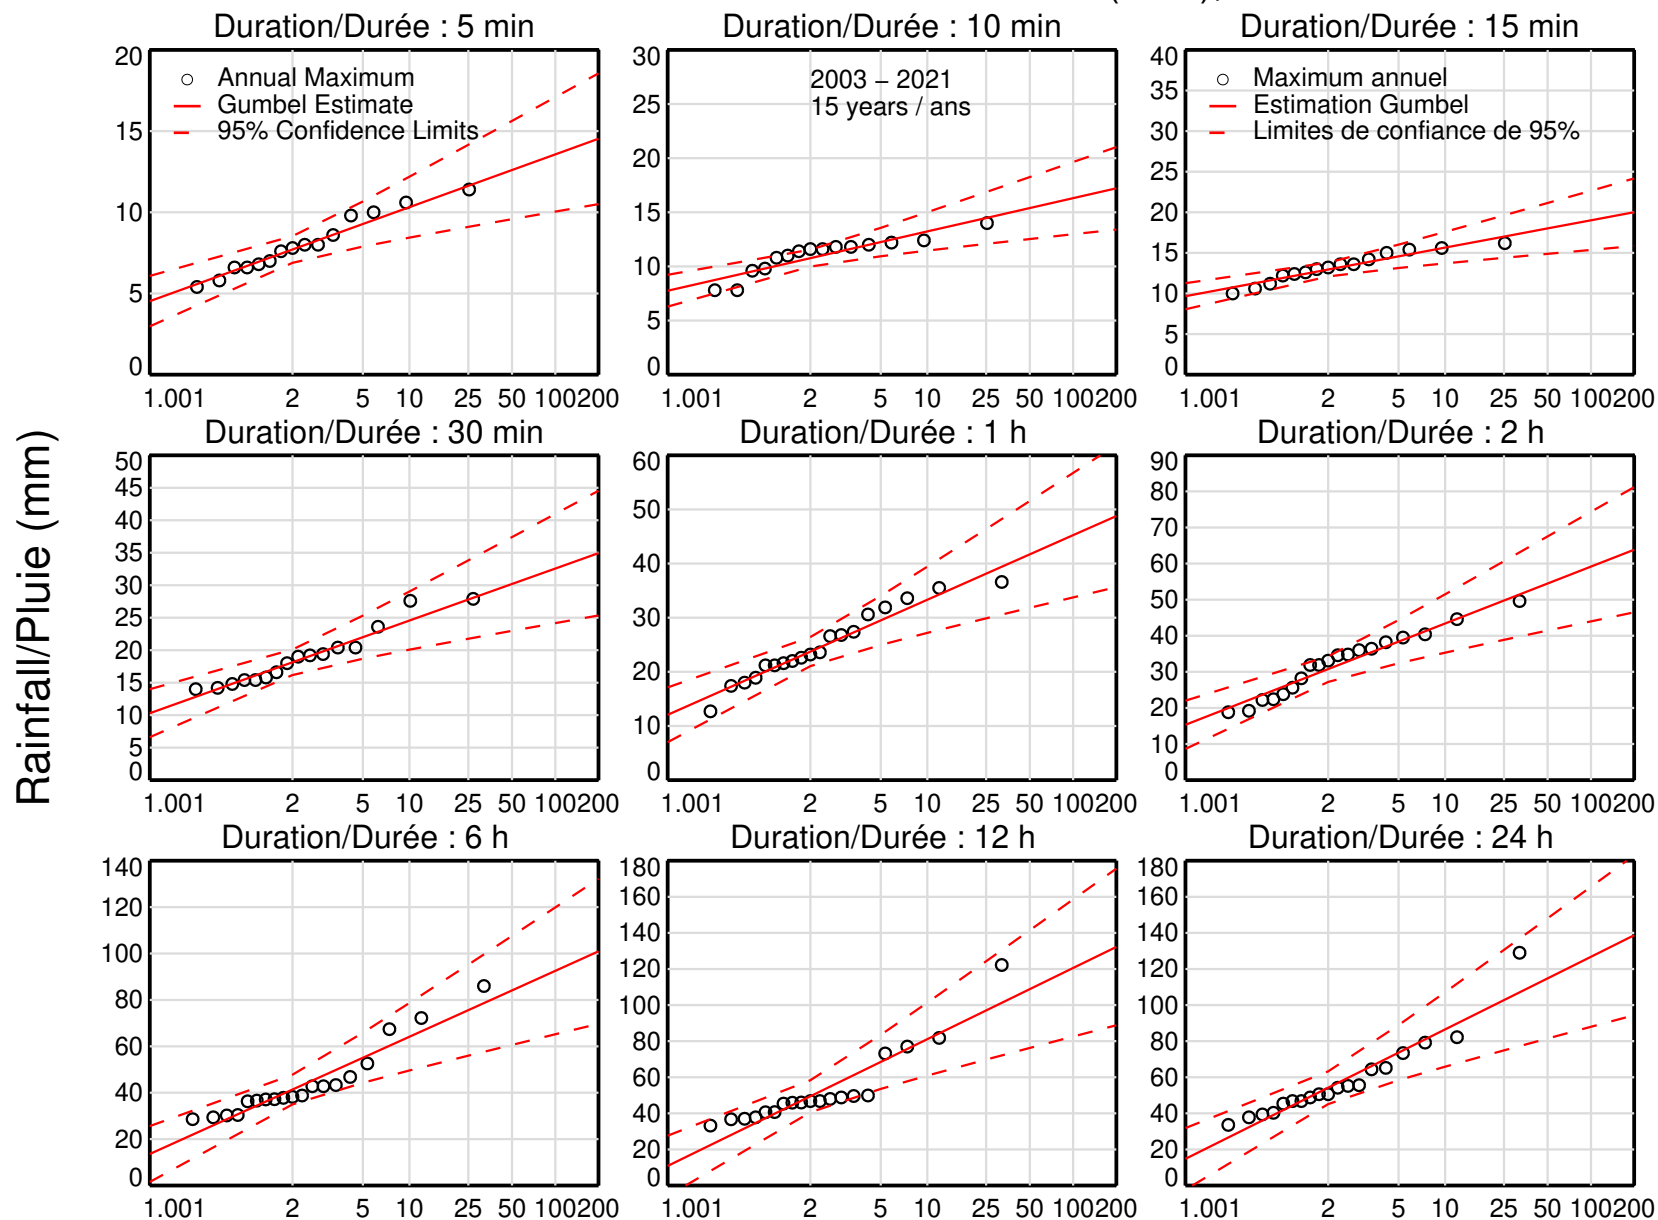 Duration/Durée : 5 min
20
15
10
5
0
Annual Maximum
Gumbel Estimate
95% Confidence Limits
1.001 2 5 10 25 50 100200
Duration/Durée : 10 min
30
25
20
15
10
5
0
2003 – 2021
15 years / ans
1.001 2 5 10 25 50 100200
Duration/Durée : 15 min
40
35
30
25
20
15
10
5
0
Maximum annuel
Estimation Gumbel
Limites de confiance de 95%
1.001 2 5 10 25 50 100200
Rainfall/Pluie (mm)
Duration/Durée : 30 min
50
45
40
35
30
25
20
15
10
5
0
1.001 2 5 10 25 50 100200
Duration/Durée : 1 h
60
50
40
30
20
10
0
1.001 2 5 10 25 50 100200
Duration/Durée : 2 h
90
80
70
60
50
40
30
20
10
0
1.001 2 5 10 25 50 100200
Duration/Durée : 6 h
140
120
100
80
60
40
20
0
1.001 2 5 10 25 50 100200
Duration/Durée : 12 h
180
160
140
120
100
80
60
40
20
0
1.001 2 5 10 25 50 100200
Duration/Durée : 24 h
180
160
140
120
100
80
60
40
20
0
1.001 2 5 10 25 50 100200